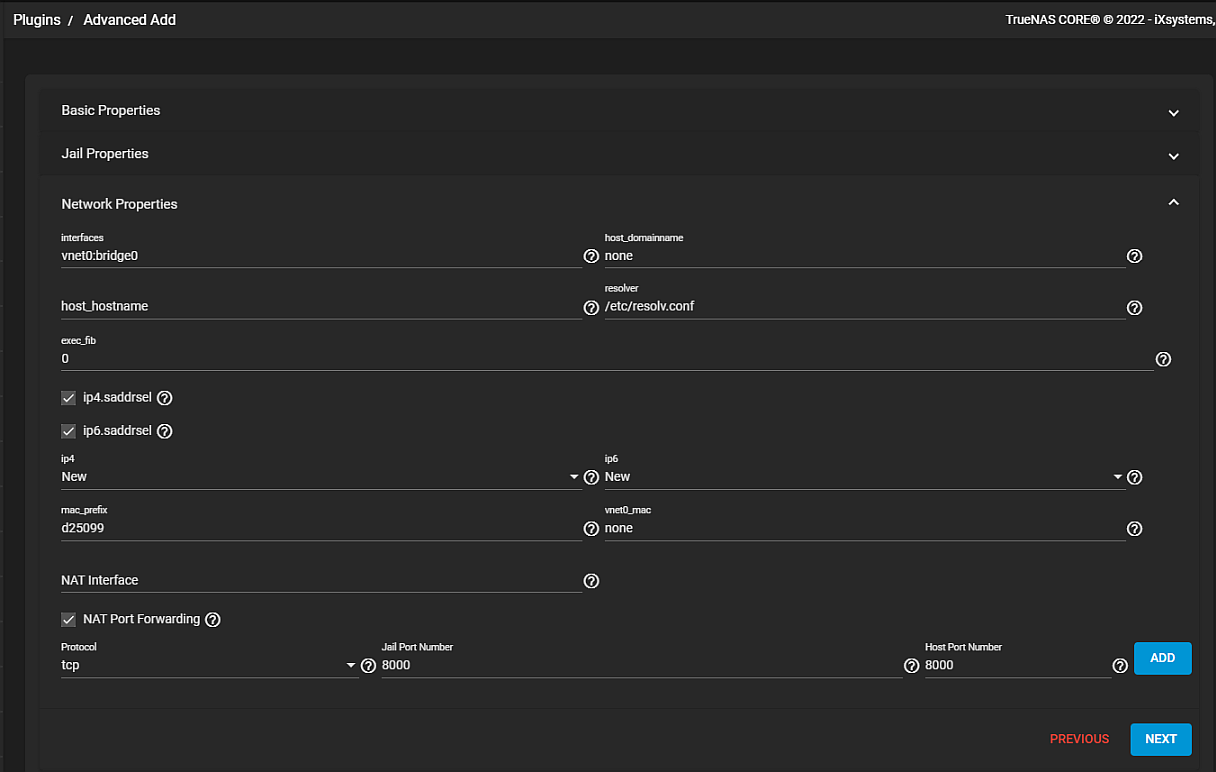 Plugins / Advanced Add
TrueNAS CORE® © 2022 - iXsystems,
Basic Properties
Jail Properties
Network Properties
interfaces
vnet0:bridge0
host_domainname
none
host_hostname
resolver
/etc/resolv.conf
exec_fib
0
ip4.saddrsel
ip6.saddrsel
ip4
New
ip6
New
mac_prefix
d25099
vnet0_mac
none
NAT Interface
NAT Port Forwarding
Protocol
tcp
Jail Port Number
8000
Host Port Number
8000
ADD
PREVIOUS
NEXT